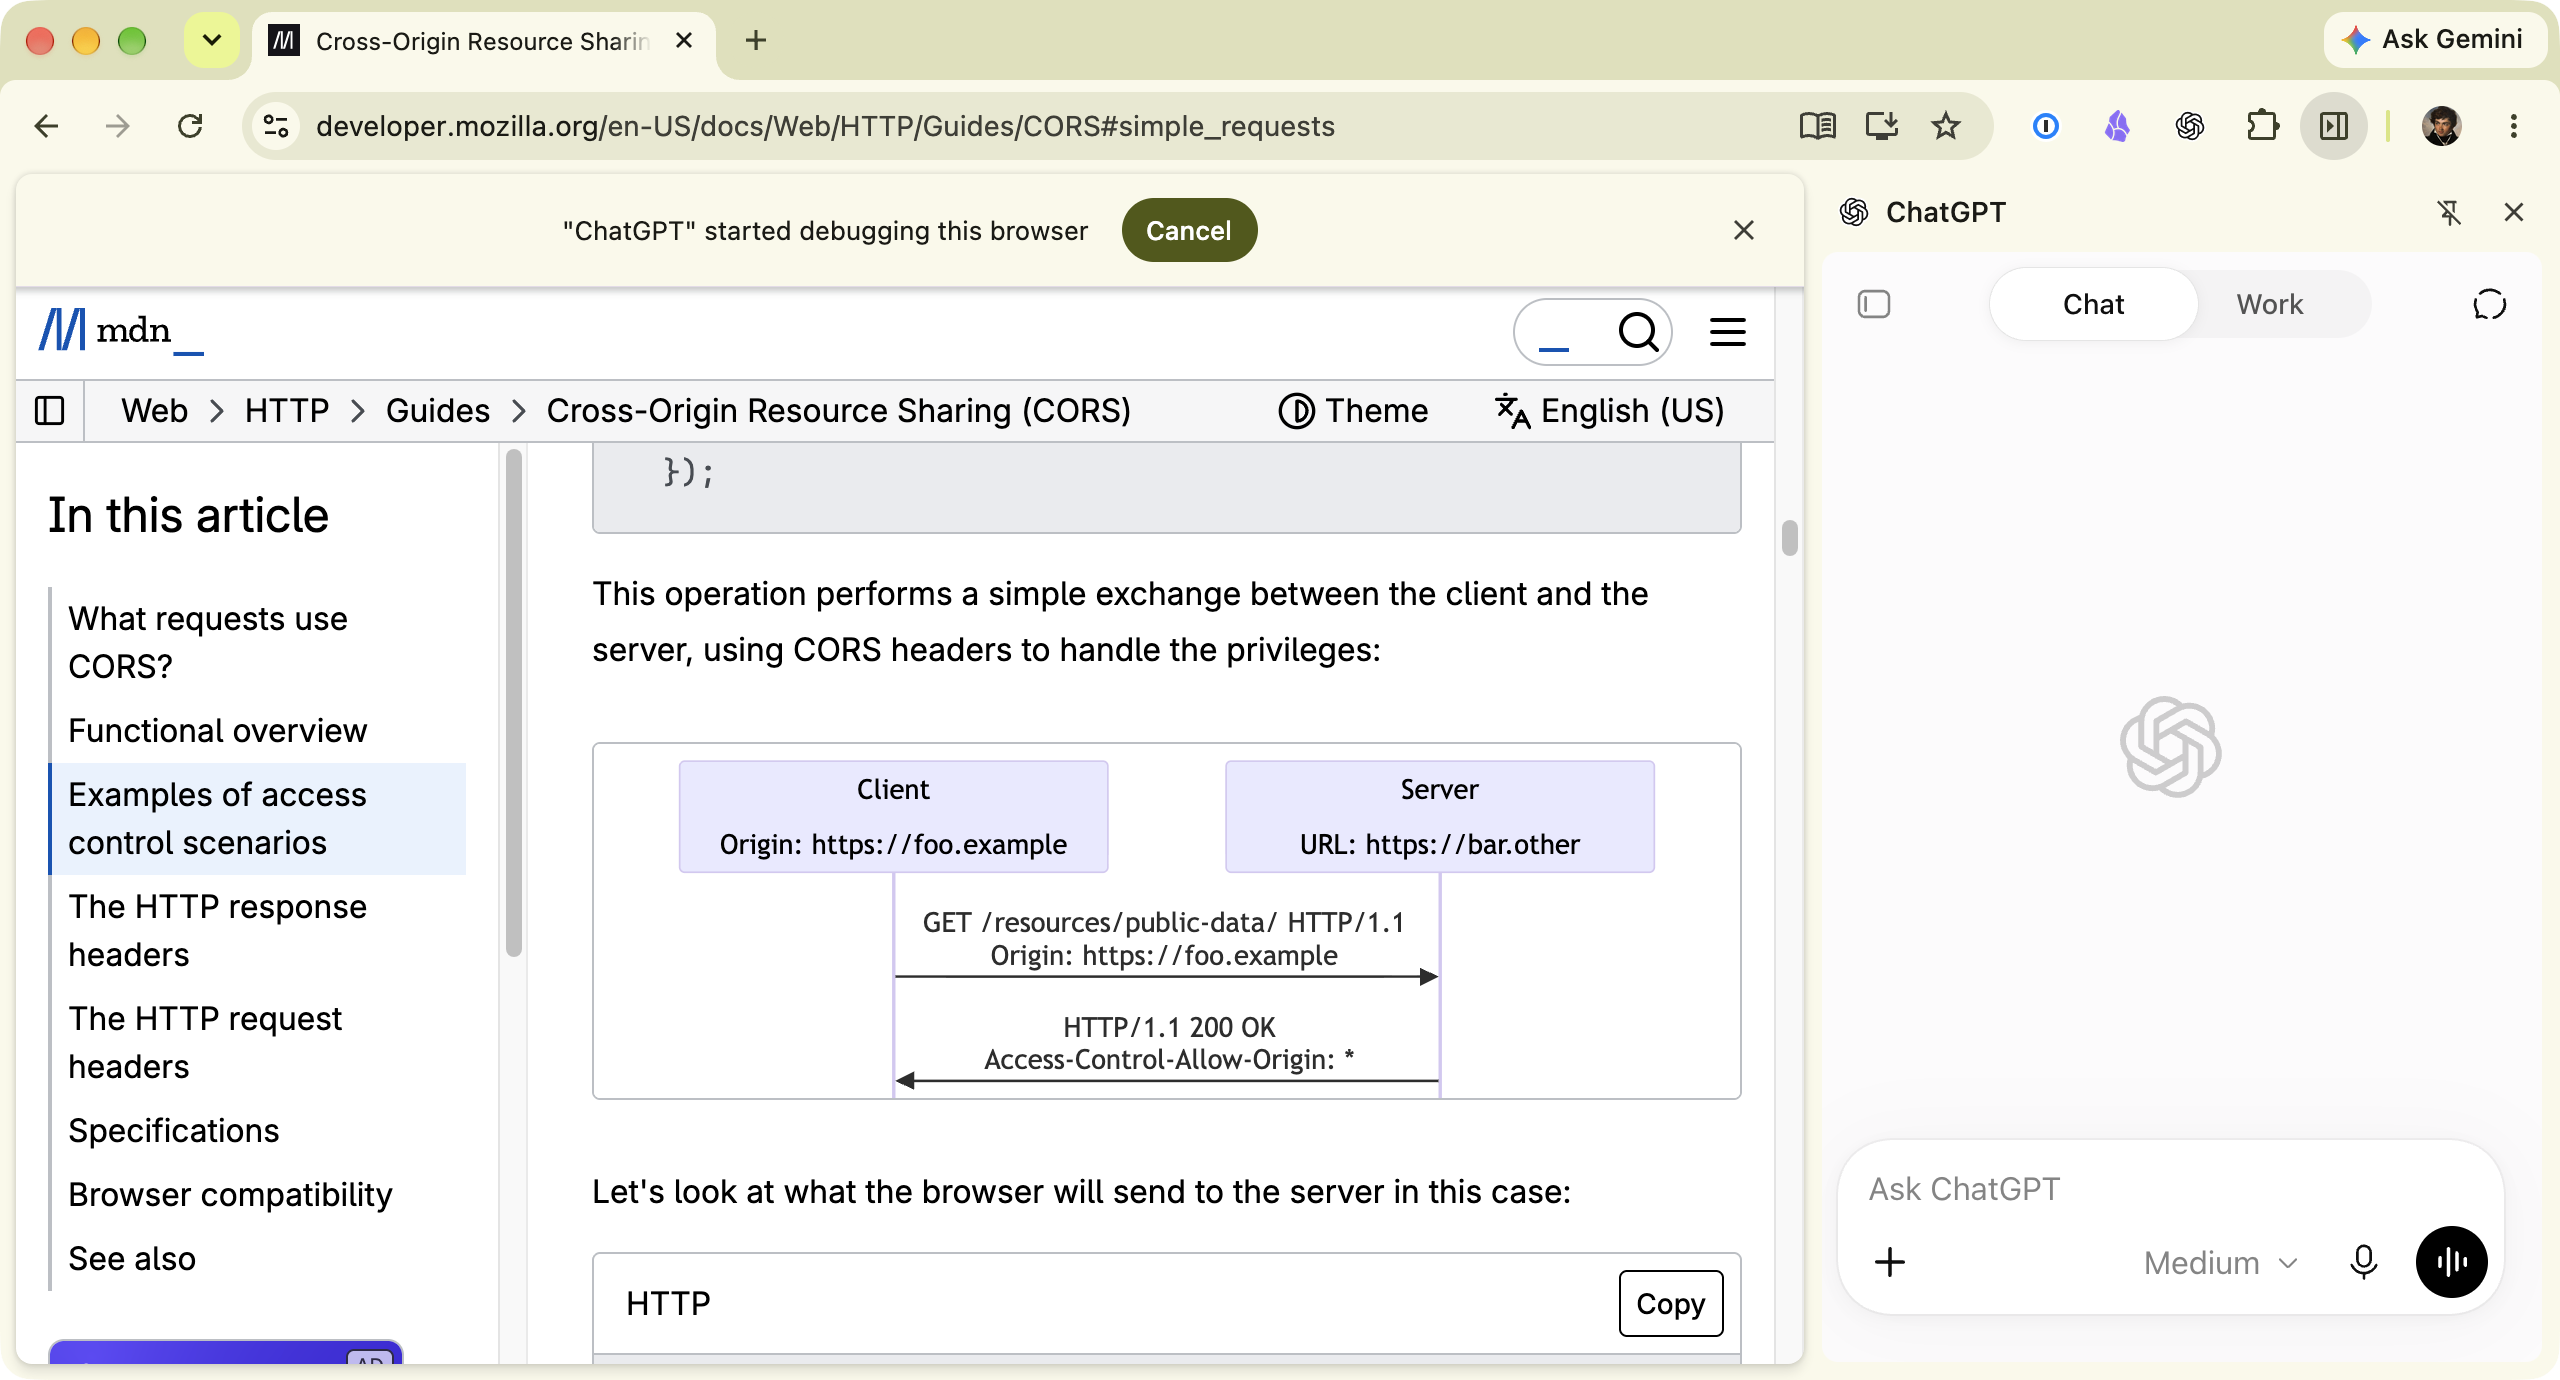 Cross-Origin Resource Sharin
Ask Gemini
developer.mozilla.org/en-US/docs/Web/HTTP/Guides/CORS#simple_requests
"ChatGPT" started debugging this browser
Cancel
mdn_
Web > HTTP > Guides > Cross-Origin Resource Sharing (CORS)
Theme
English (US)
In this article
What requests use
CORS?
Functional overview
Examples of access
control scenarios
The HTTP response
headers
The HTTP request
headers
Specifications
Browser compatibility
See also
AD
});
This operation performs a simple exchange between the client and the
server, using CORS headers to handle the privileges:
Client
Origin: https://foo.example
Server
URL: https://bar.other
GET /resources/public-data/ HTTP/1.1
Origin: https://foo.example
HTTP/1.1 200 OK
Access-Control-Allow-Origin: *
Let's look at what the browser will send to the server in this case:
HTTP
Copy
ChatGPT
Chat
Work
Ask ChatGPT
Medium